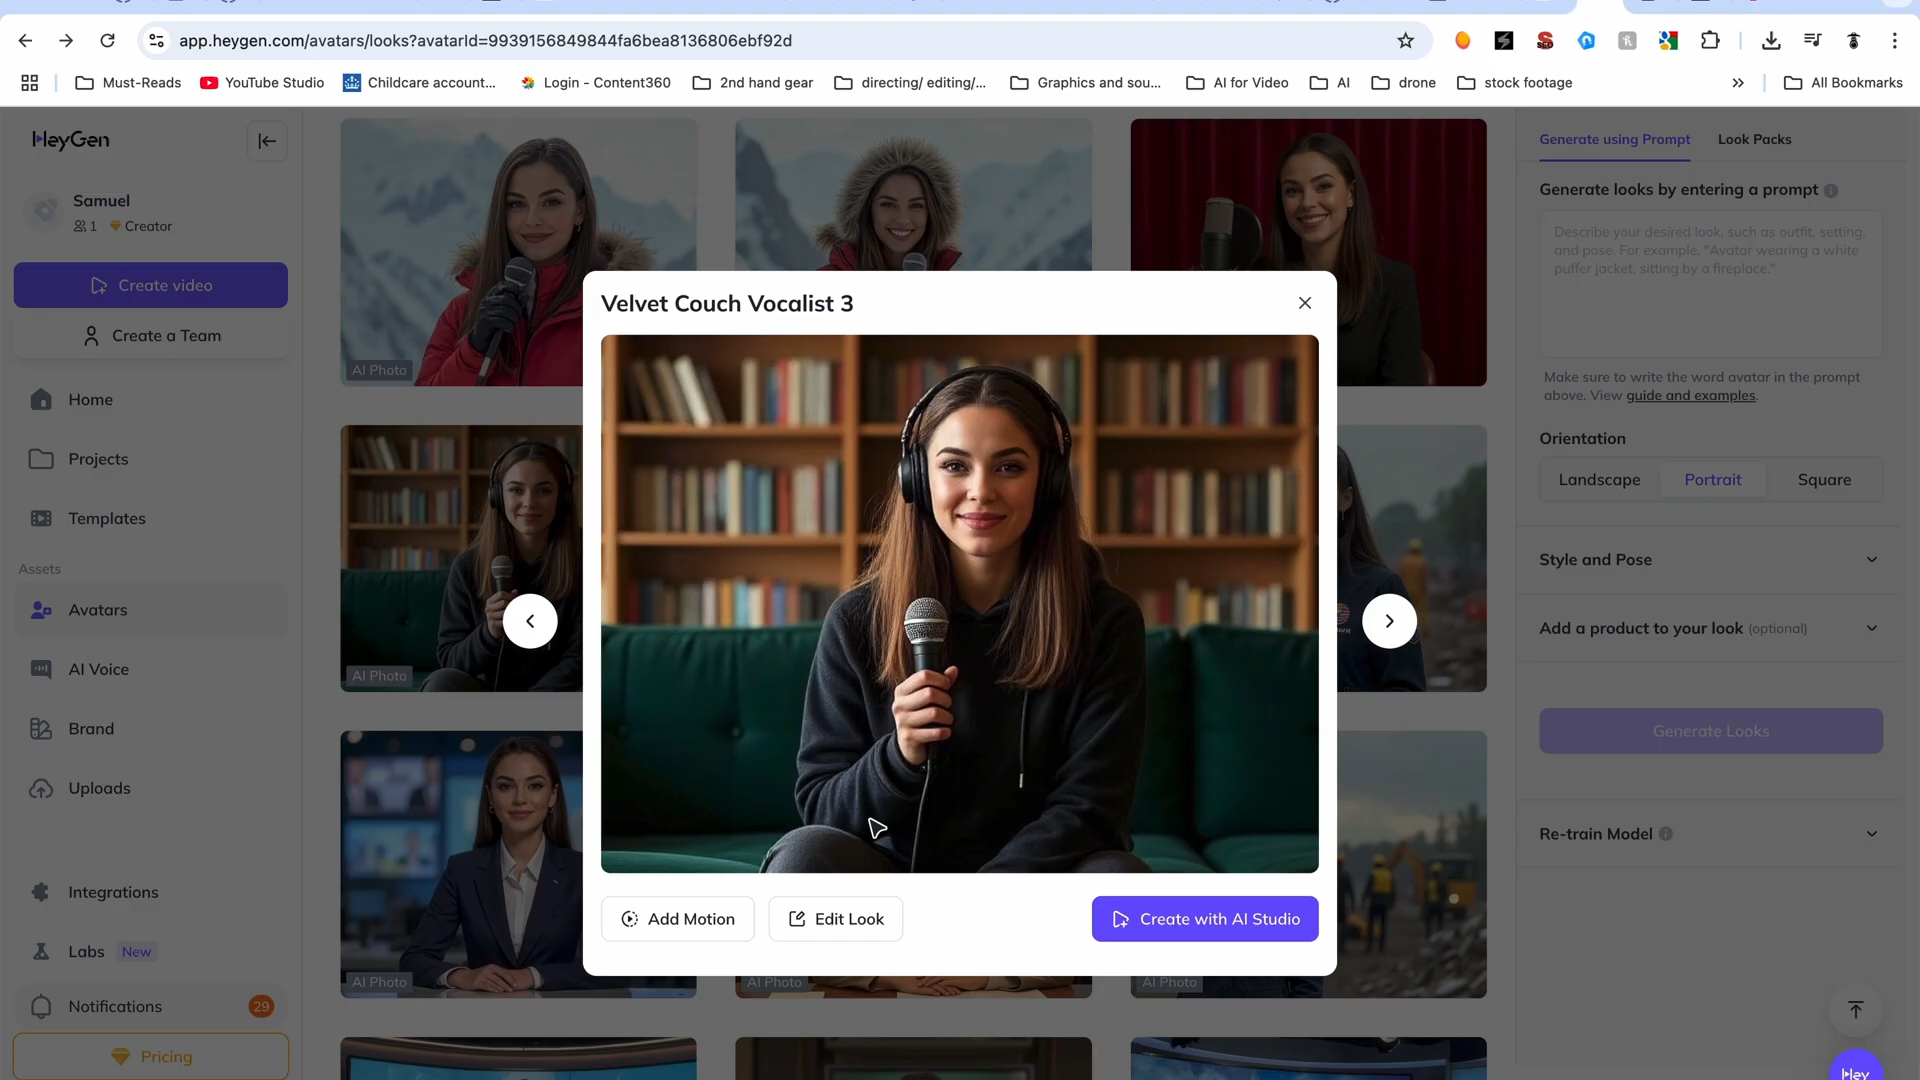 app.heygen.com/avatars/looks?avatarId=9939156849844fa6bea8136806ebf92d
Must-Reads
YouTube Studio
Childcare account...
Login - Content360
2nd hand gear
directing/ editing/...
Graphics and sou...
AI for Video
AI
drone
stock footage
»
All Bookmarks
HeyGen
Samuel
1
Creator
Create video
Create a Team
Home
Projects
Templates
Assets
Avatars
AI Voice
Brand
Uploads
Integrations
Labs New
Notifications 29
Pricing
AI Photo
AI Photo
AI Photo
AI Photo
AI Photo
Velvet Couch Vocalist 3
Add Motion
Edit Look
Create with AI Studio
Generate using Prompt
Look Packs
Generate looks by entering a prompt
Describe your desired look, such as outfit, setting,
and pose. For example, "Avatar wearing a white
puffer jacket, sitting by a fireplace."
Make sure to write the word avatar in the prompt
above. View guide and examples.
Orientation
Landscape
Portrait
Square
Style and Pose
Add a product to your look (optional)
Generate Looks
Re-train Model
Hey